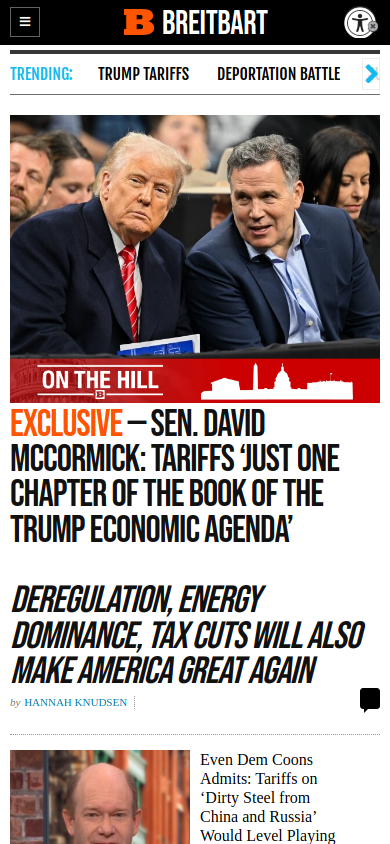 BREITBART
TRENDING:
TRUMP TARIFFS
DEPORTATION BATTLE
ON THE HILL
EXCLUSIVE — SEN. DAVID
MCCORMICK: TARIFFS ‘JUST ONE
CHAPTER OF THE BOOK OF THE
TRUMP ECONOMIC AGENDA’
DEREGULATION, ENERGY
DOMINANCE, TAX CUTS WILL ALSO
MAKE AMERICA GREAT AGAIN
by HANNAH KNUDSEN
Even Dem Coons
Admits: Tariffs on
‘Dirty Steel from
China and Russia’
Would Level Playing